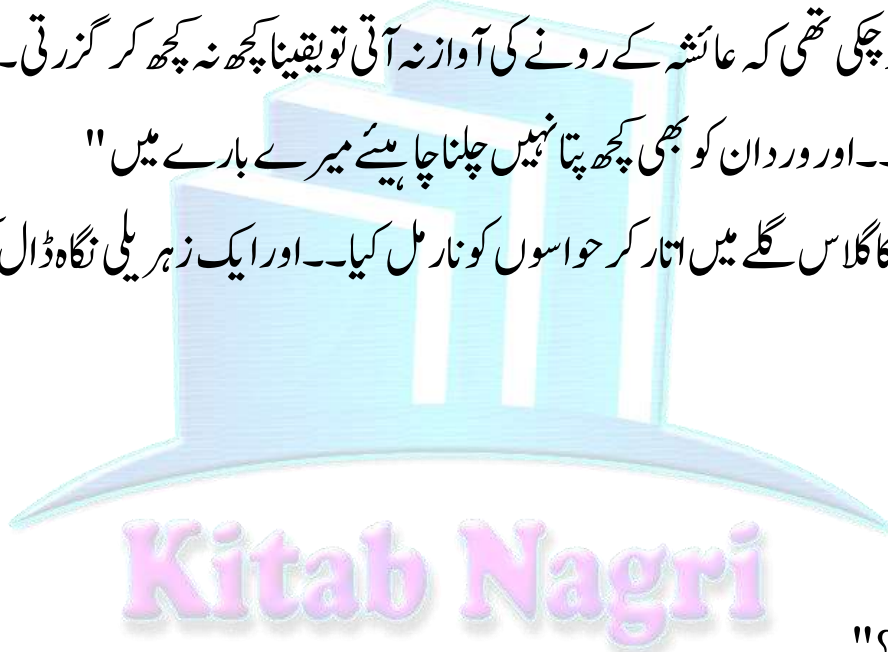 چکی تھی کہ عائشہ کے رونے کی آواز نہ آتی تو یقینا کچھ نہ کچھ کر گزرتی۔
۔۔اور وردان کو بھی کچھ پتا نہیں چلنا چاہیئے میرے بارے میں"
کا گلاس گلے میں اتار کر حواسوں کو نارمل کیا۔۔اور ایک زہریلی نگاہ ڈال
Kitab Nagri
؟"